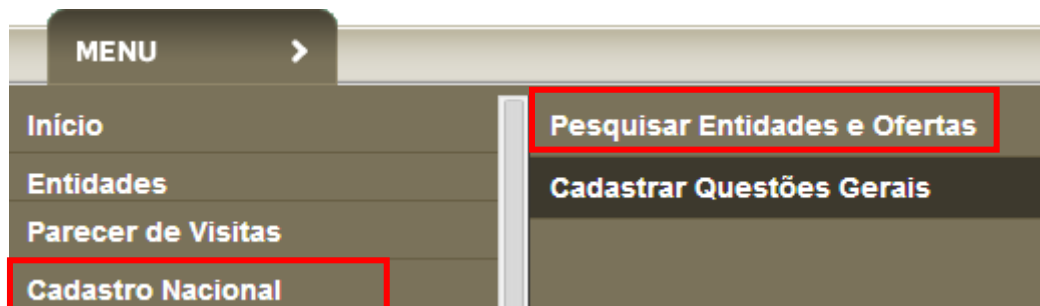 MENU
Início
Entidades
Parecer de Visitas
Cadastro Nacional
Pesquisar Entidades e Ofertas
Cadastrar Questões Gerais